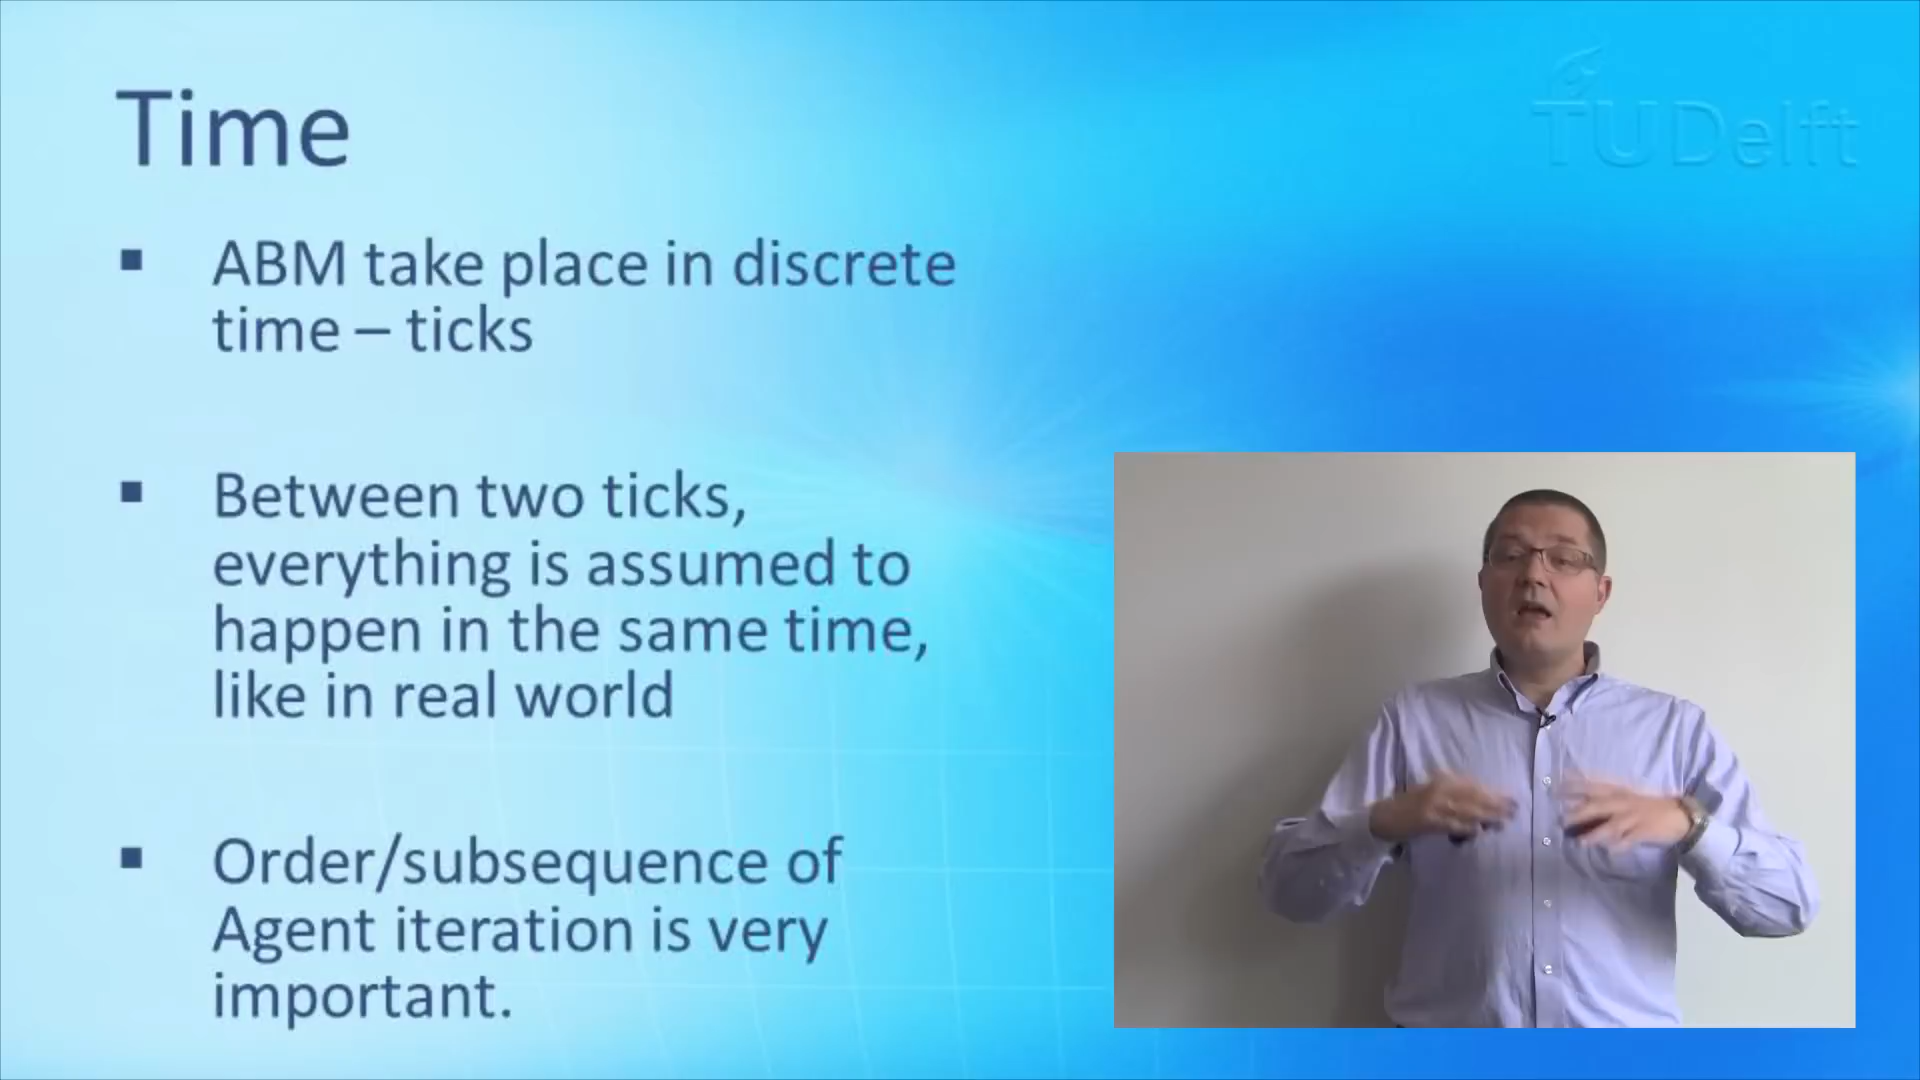 Time
TUDelft
▪ ABM take place in discrete
time – ticks
▪ Between two ticks,
everything is assumed to
happen in the same time,
like in real world
▪ Order/subsequence of
Agent iteration is very
important.